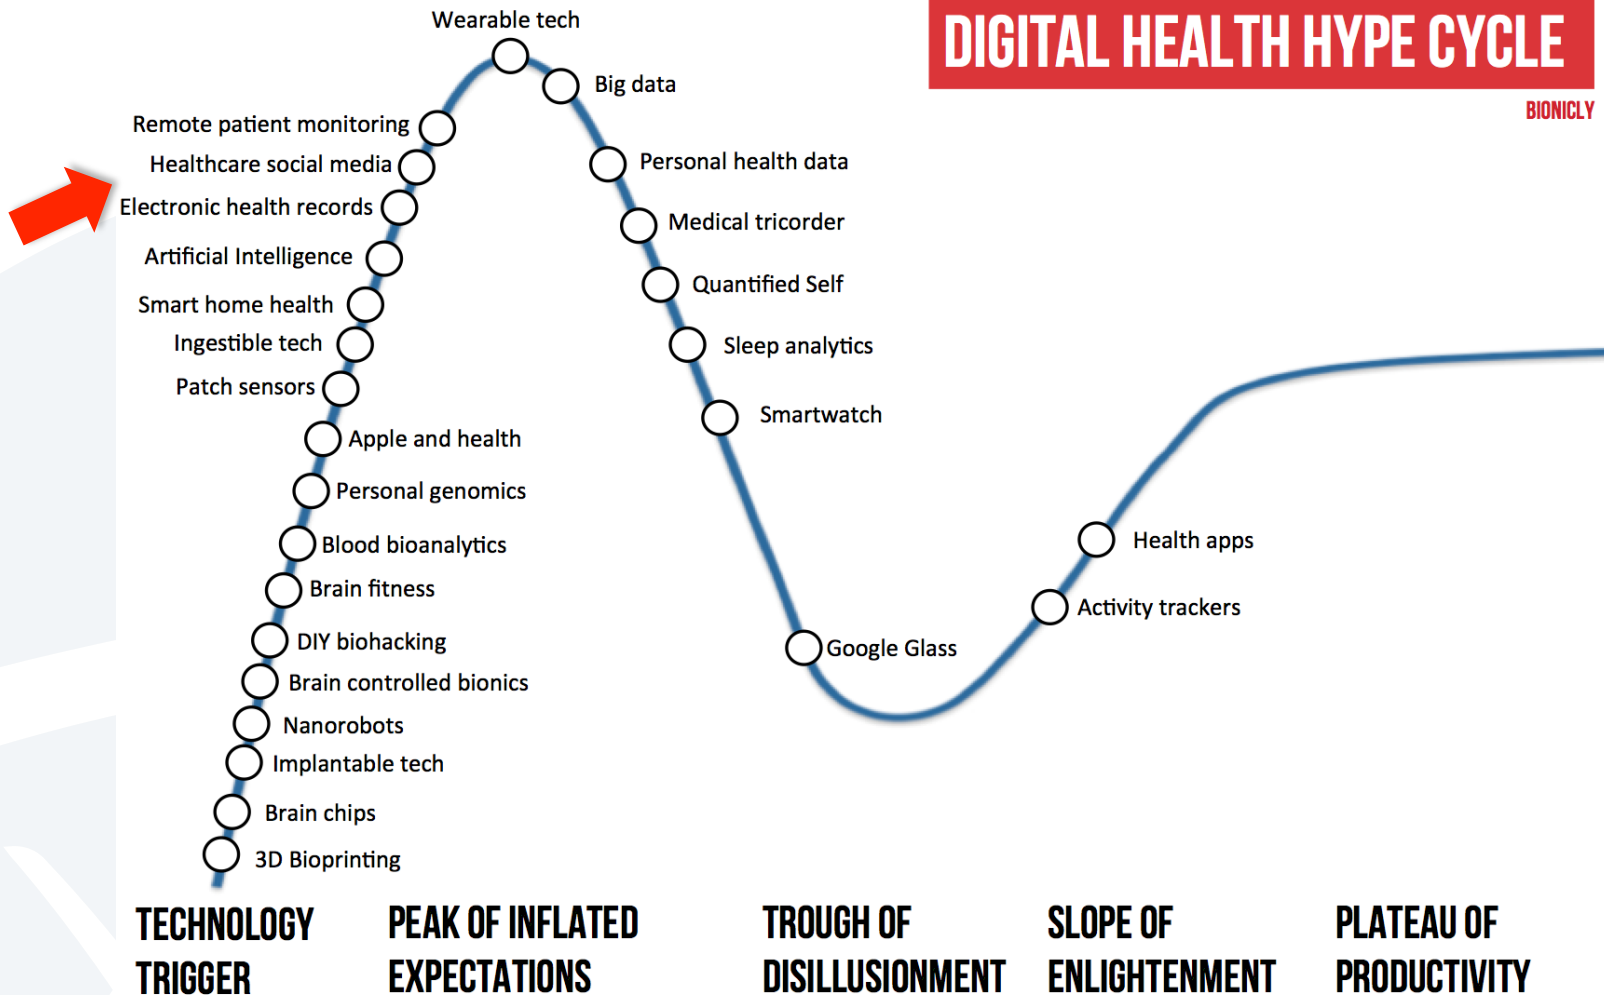 DIGITAL HEALTH HYPE CYCLE
BIONICLY
Wearable tech
Big data
Remote patient monitoring
Healthcare social media
Electronic health records
Artificial Intelligence
Smart home health
Ingestible tech
Patch sensors
Apple and health
Personal genomics
Blood bioanalytics
Brain fitness
DIY biohacking
Brain controlled bionics
Nanorobots
Implantable tech
Brain chips
3D Bioprinting
Personal health data
Medical tricorder
Quantified Self
Sleep analytics
Smartwatch
Google Glass
Health apps
Activity trackers
TECHNOLOGY
TRIGGER
PEAK OF INFLATED
EXPECTATIONS
TROUGH OF
DISILLUSIONMENT
SLOPE OF
ENLIGHTENMENT
PLATEAU OF
PRODUCTIVITY